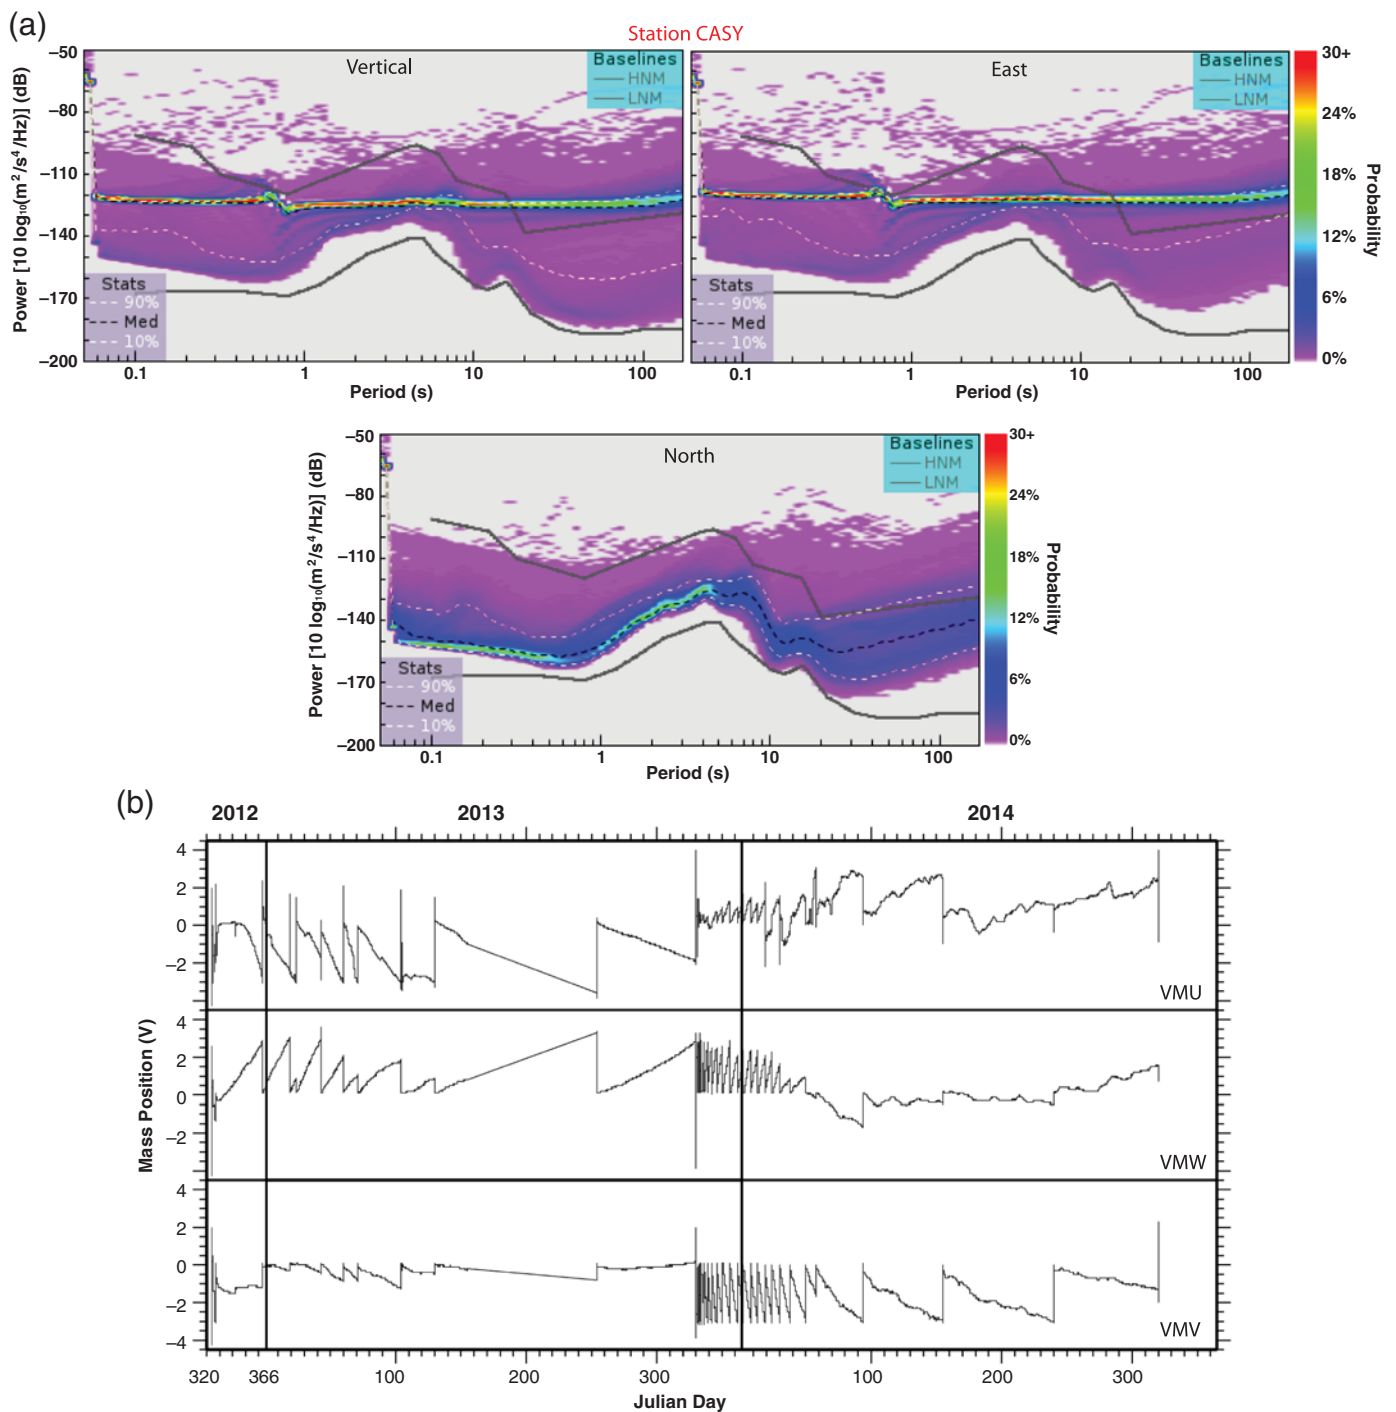 (a)
Station CASY
Vertical
Baselines
HNM
LNM
Stats
90%
Med
10%
−50
−80
−110
−140
−170
−200
Power [10 log₁₀(m²/s⁴/Hz)] (dB)
0.1 1 10 100
Period (s)
East
Baselines
HNM
LNM
Stats
90%
Med
10%
0.1 1 10 100
Period (s)
30+
24%
18%
12%
6%
0%
Probability
North
Baselines
HNM
LNM
Stats
90%
Med
10%
−50
−80
−110
−140
−170
−200
Power [10 log₁₀(m²/s⁴/Hz)] (dB)
0.1 1 10 100
Period (s)
30+
24%
18%
12%
6%
0%
Probability
(b)
2012 2013 2014
4
2
0
−2
VMU
4
2
0
−2
VMW
4
2
0
−2
−4
VMV
Mass Position (V)
320 366 100 200 300 100 200 300
Julian Day